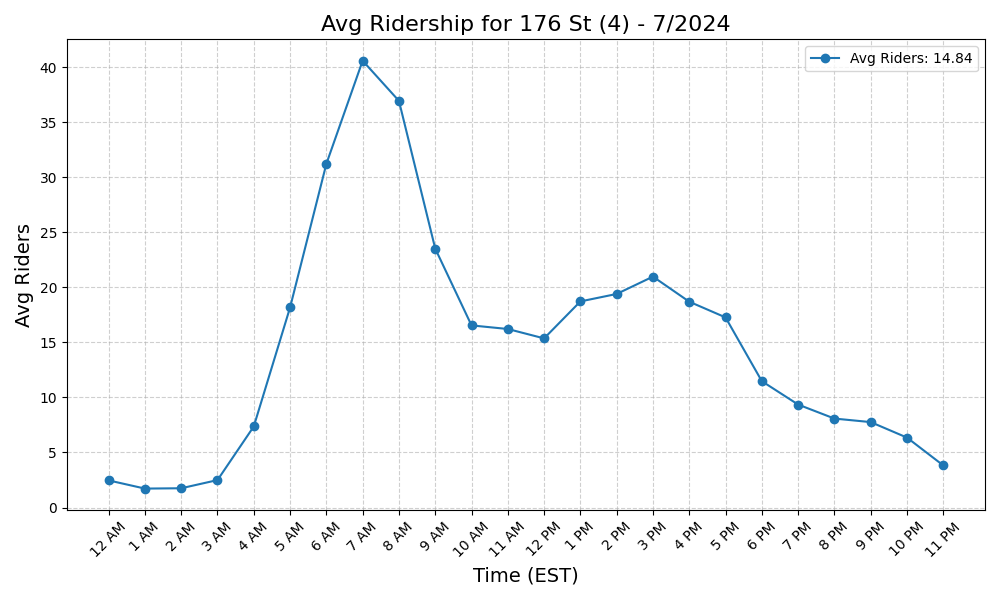 Avg Ridership for 176 St (4) - 7/2024
Avg Riders: 14.84
Avg Riders
40
35
30
25
20
15
10
5
0
12 AM
1 AM
2 AM
3 AM
4 AM
5 AM
6 AM
7 AM
8 AM
9 AM
10 AM
11 AM
12 PM
1 PM
2 PM
3 PM
4 PM
5 PM
6 PM
7 PM
8 PM
9 PM
10 PM
11 PM
Time (EST)